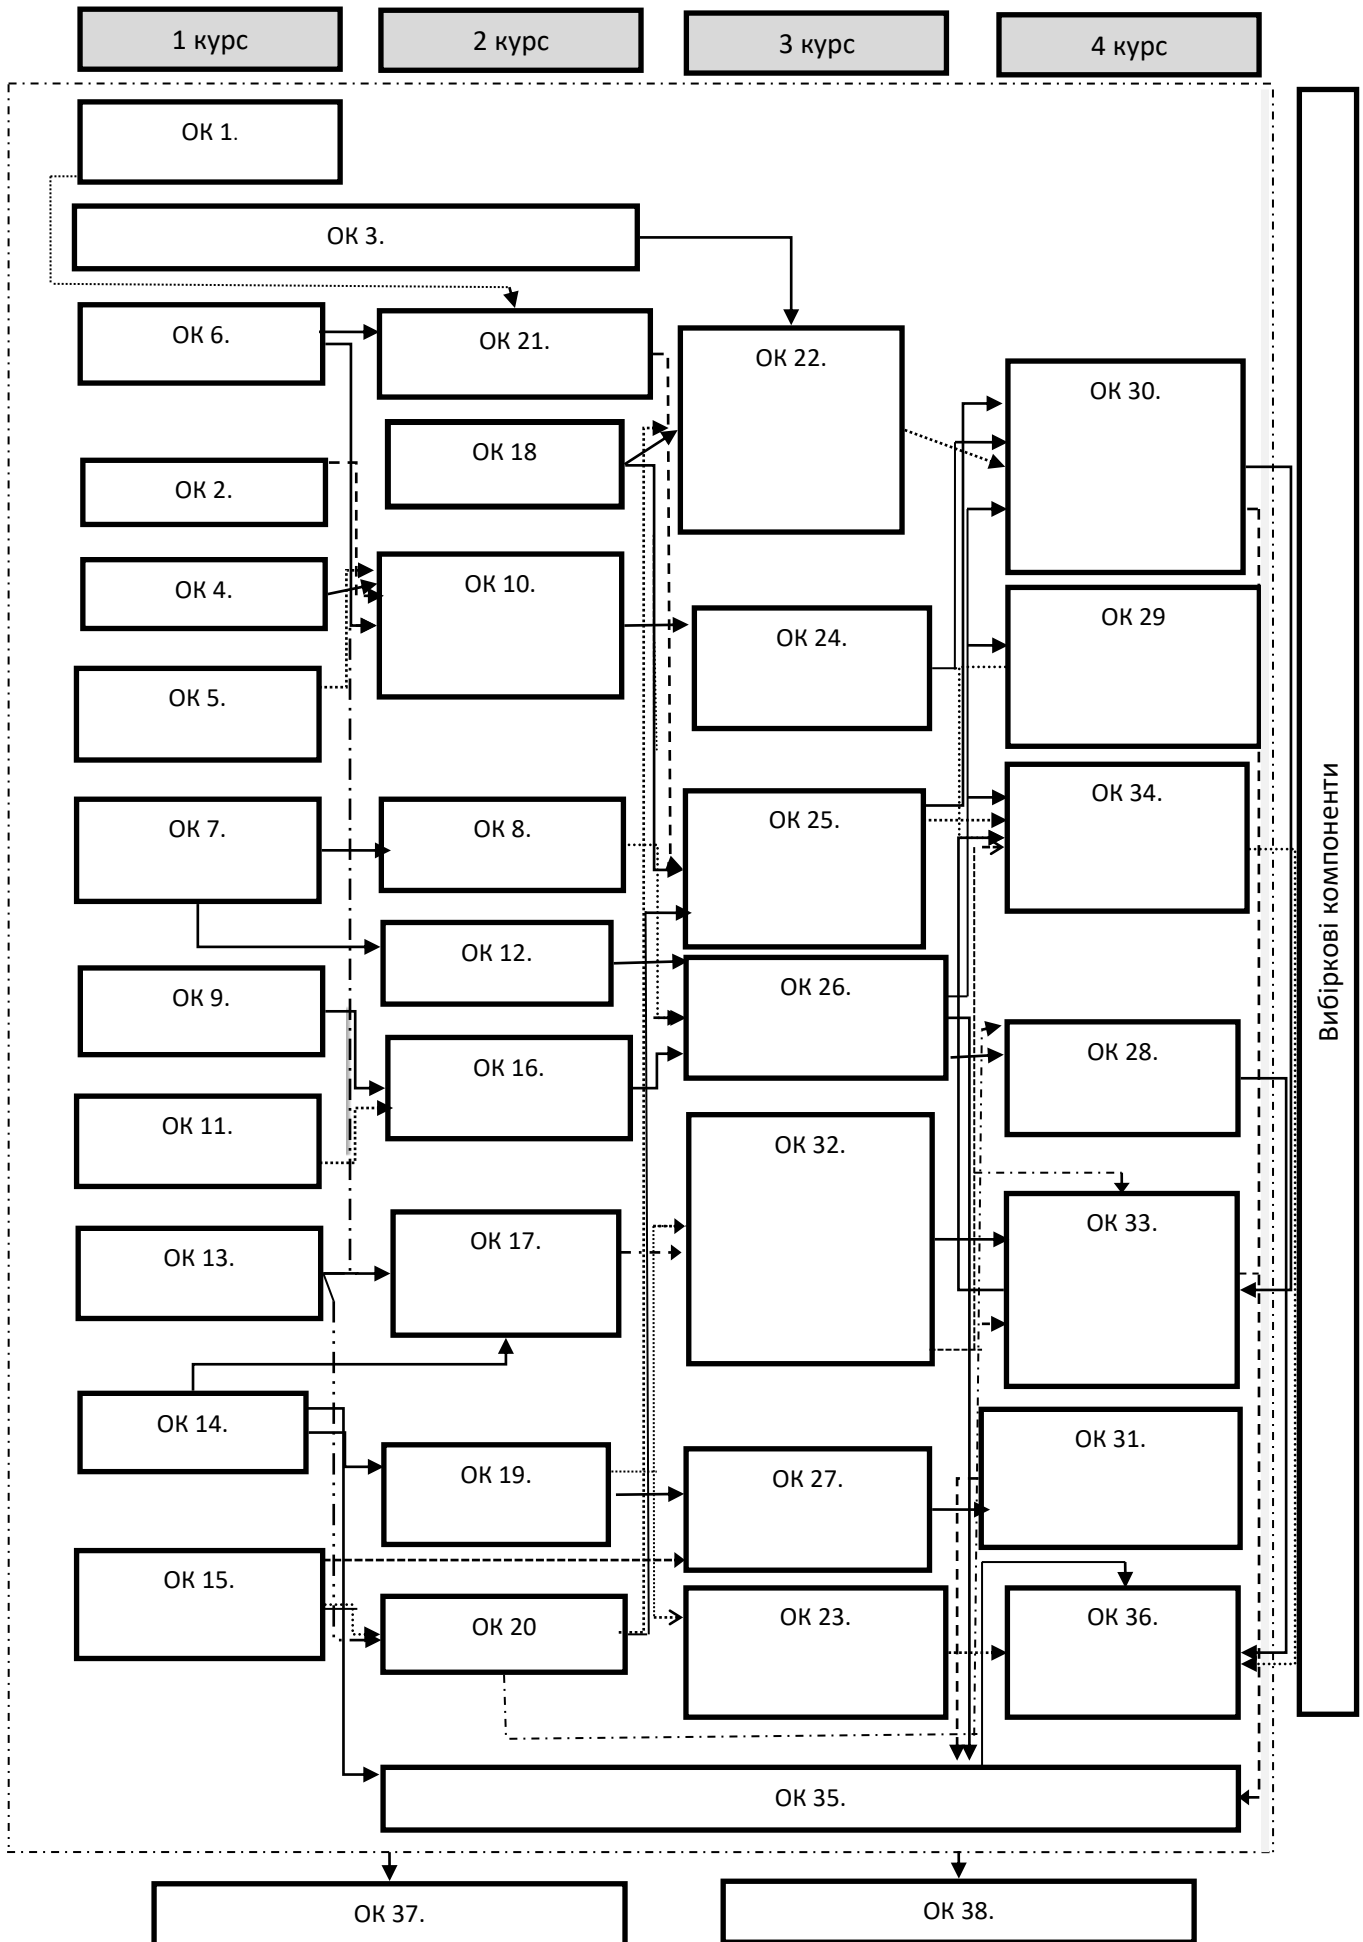 1 курс
2 курс
3 курс
4 курс
ОК 1.
ОК 3.
ОК 6.
ОК 21.
ОК 22.
ОК 30.
ОК 18
ОК 2.
ОК 4.
ОК 10.
ОК 24.
ОК 29
ОК 5.
ОК 7.
ОК 8.
ОК 25.
ОК 34.
ОК 12.
ОК 26.
ОК 9.
ОК 16.
ОК 28.
ОК 11.
ОК 32.
ОК 13.
ОК 17.
ОК 33.
ОК 14.
ОК 19.
ОК 27.
ОК 31.
ОК 15.
ОК 20
ОК 23.
ОК 36.
ОК 35.
ОК 37.
ОК 38.
Вибіркові компоненти